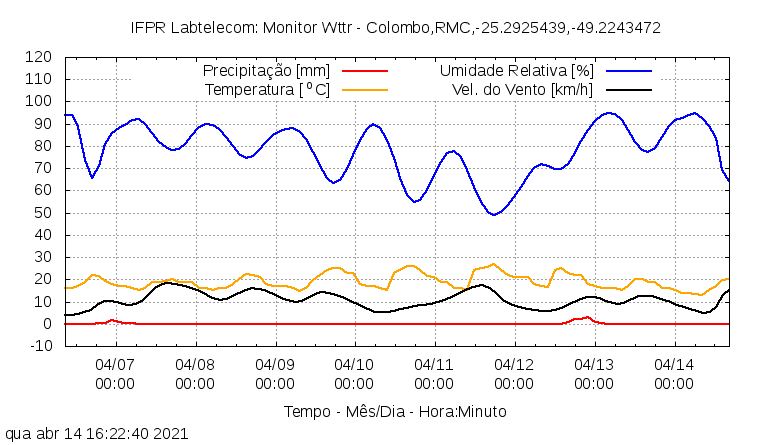 IFPR Labtelecom: Monitor Wttr - Colombo,RMC,-25.2925439,-49.2243472
Precipitação [mm]
Temperatura [⁰C]
Umidade Relativa [%]
Vel. do Vento [km/h]
120
110
100
90
80
70
60
50
40
30
20
10
0
-10
04/07 04/08 04/09 04/10 04/11 04/12 04/13 04/14
00:00 00:00 00:00 00:00 00:00 00:00 00:00 00:00
Tempo - Mês/Dia - Hora:Minuto
qua abr 14 16:22:40 2021